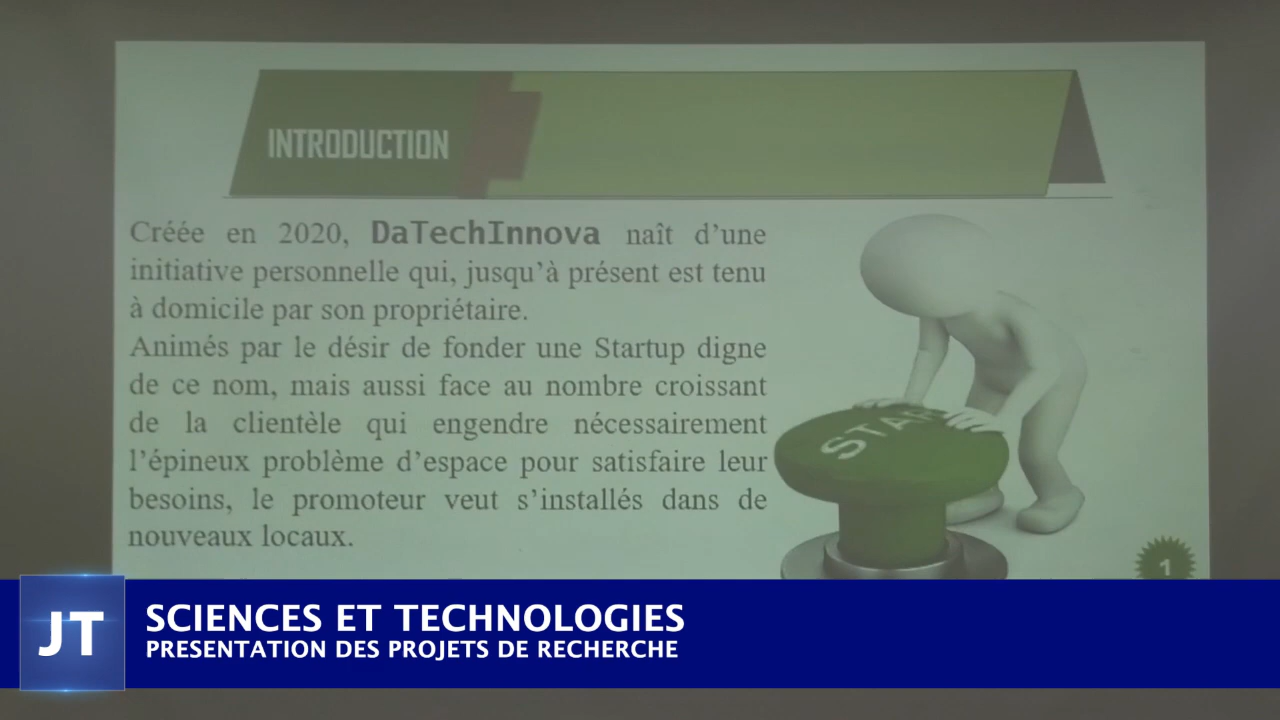 INTRODUCTION
Créée en 2020, DaTechInnova naît d’une
initiative personnelle qui, jusqu’à présent est tenu
à domicile par son propriétaire.
Animés par le désir de fonder une Startup digne
de ce nom, mais aussi face au nombre croissant
de la clientèle qui engendre nécessairement
l’épineux problème d’espace pour satisfaire leur
besoins, le promoteur veut s’installés dans de
nouveaux locaux.
START
1
JT
SCIENCES ET TECHNOLOGIES
PRESENTATION DES PROJETS DE RECHERCHE